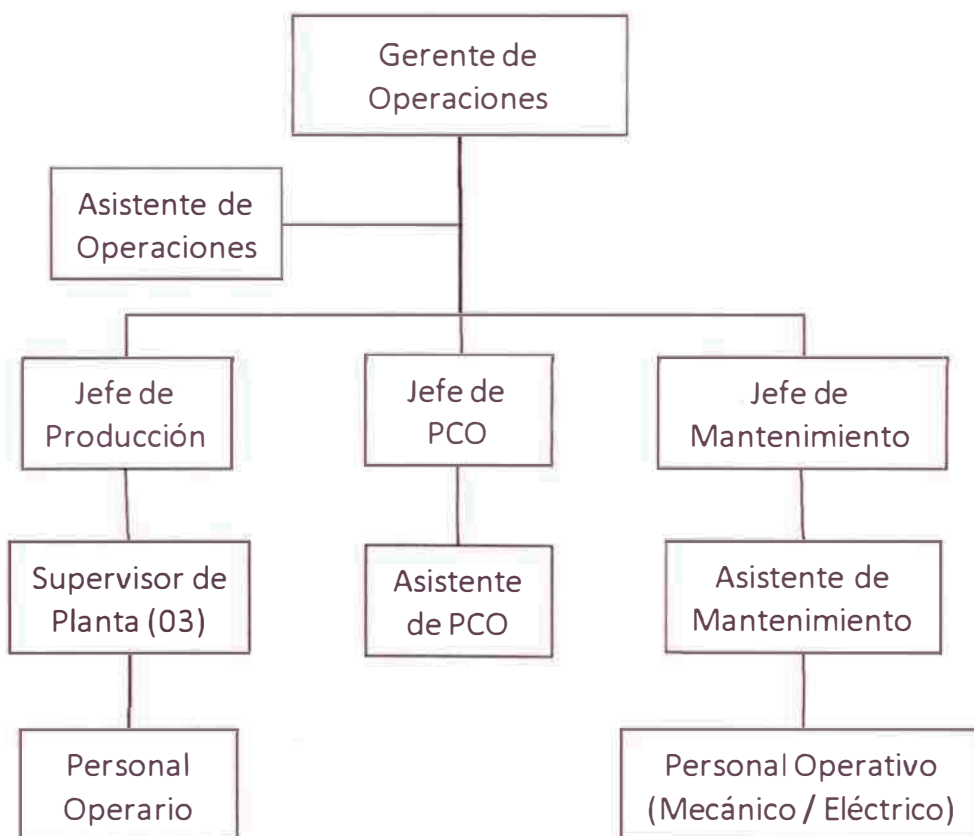 Gerente de
Operaciones
Asistente de
Operaciones
Jefe de
Producción
Jefe de
PCO
Jefe de
Mantenimiento
Supervisor de
Planta (03)
Asistente
de PCO
Asistente de
Mantenimiento
Personal
Operario
Personal Operativo
(Mecánico / Eléctrico)